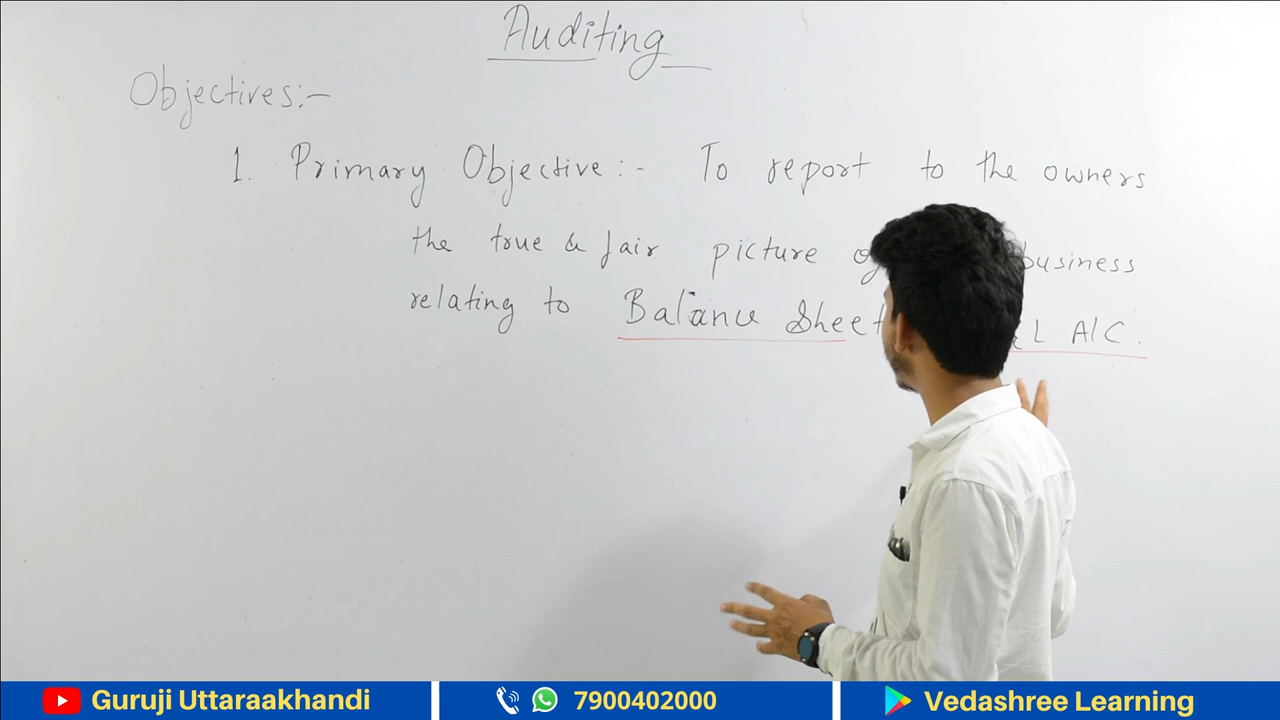 Auditing
Objectives:-
1. Primary Objective:- To report to the owners
the true & fair picture business
relating to Balance Sheet L A/C.
Guruji Uttaraakhandi
7900402000
Vedashree Learning